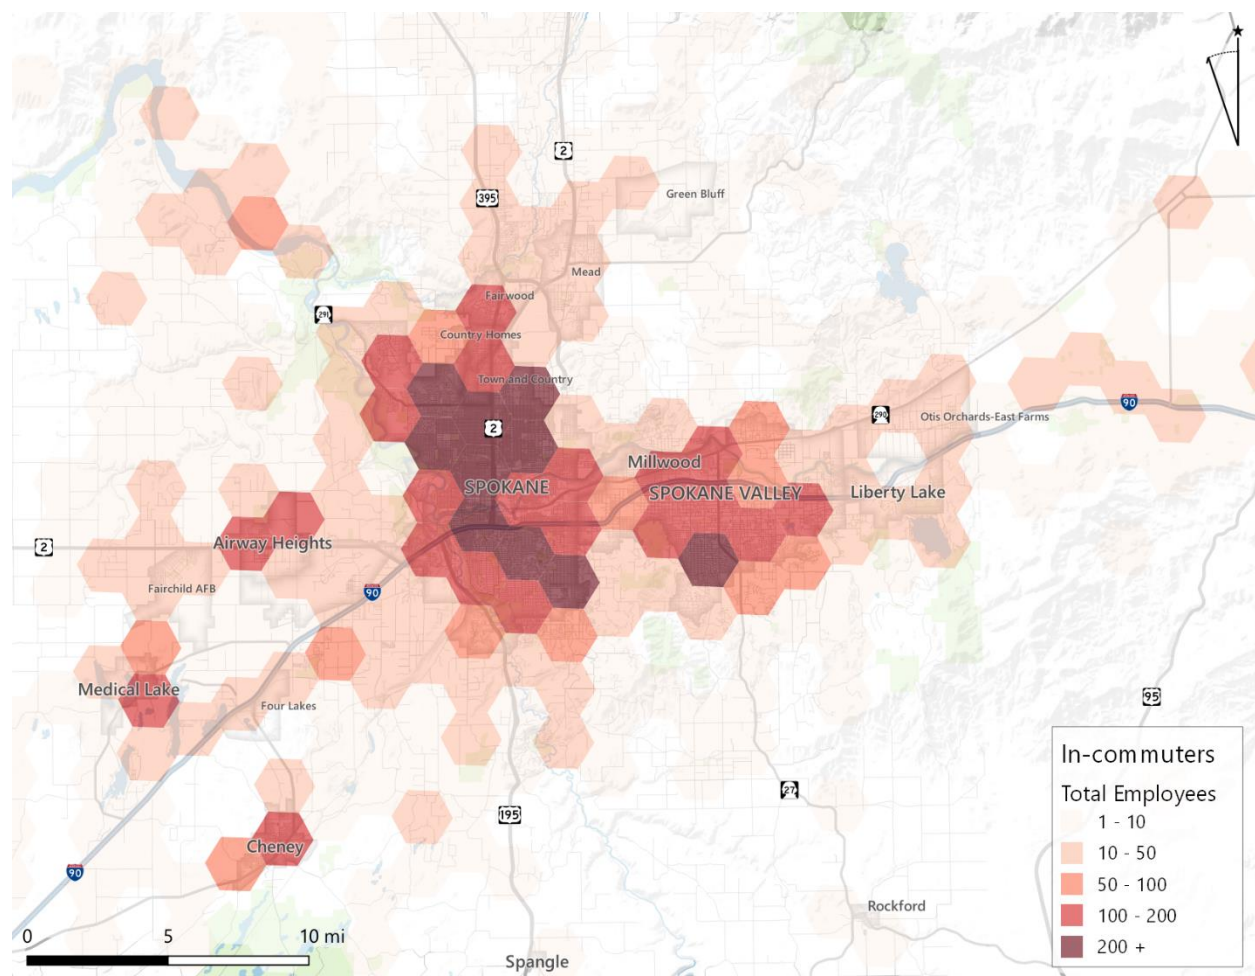 2
395
Green Bluff
Mead
Fairwood
291
Country Homes
Town and Country
90
290
Otis Orchards-East Farms
2
Millwood
SPOKANE
SPOKANE VALLEY
Liberty Lake
Airway Heights
2
Fairchild AFB
90
Medical Lake
Four Lakes
95
27
195
Cheney
90
Rockford
Spangle
0
5
10 mi
In-commuters
Total Employees
1 - 10
10 - 50
50 - 100
100 - 200
200 +